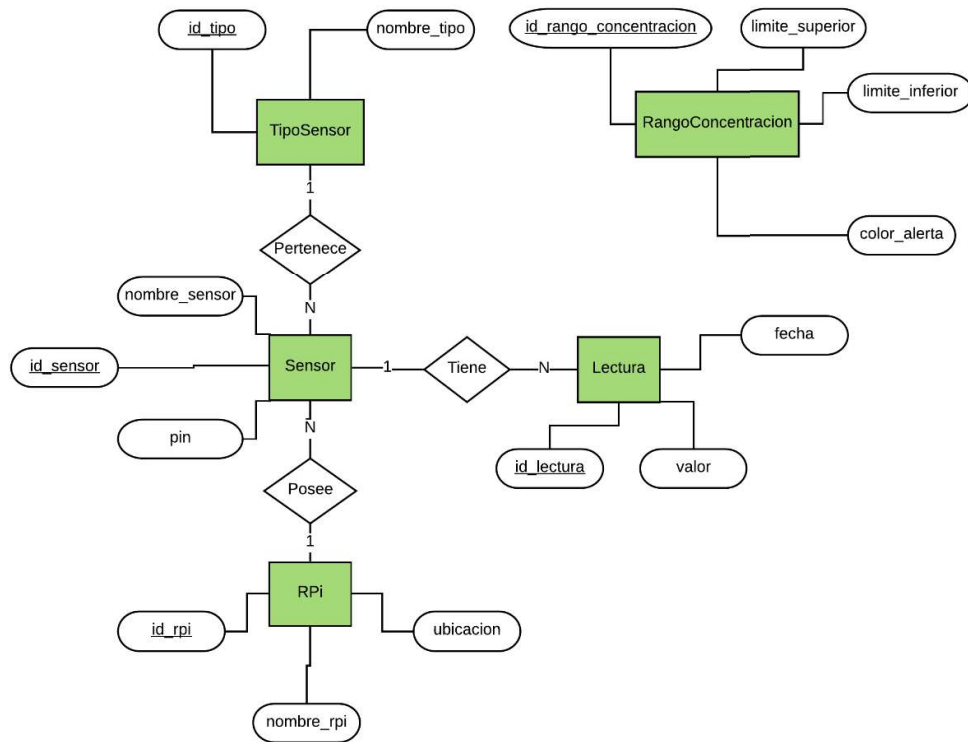 id_tipo
nombre_tipo
id_rango_concentracion
limite_superior
limite_inferior
TipoSensor
RangoConcentracion
1
color_alerta
Pertenece
nombre_sensor
N
fecha
id_sensor
Sensor
1
Tiene
N
Lectura
pin
N
id_lectura
valor
Posee
1
RPi
id_rpi
ubicacion
nombre_rpi